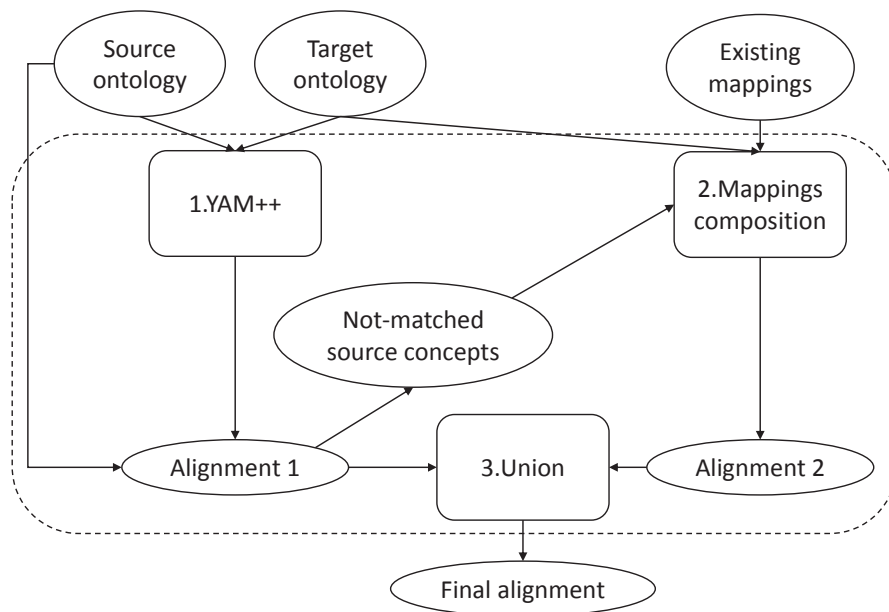 Source
ontology
Target
ontology
Existing
mappings
1.YAM++
2.Mappings
composition
Not-matched
source concepts
Alignment 1
3.Union
Alignment 2
Final alignment